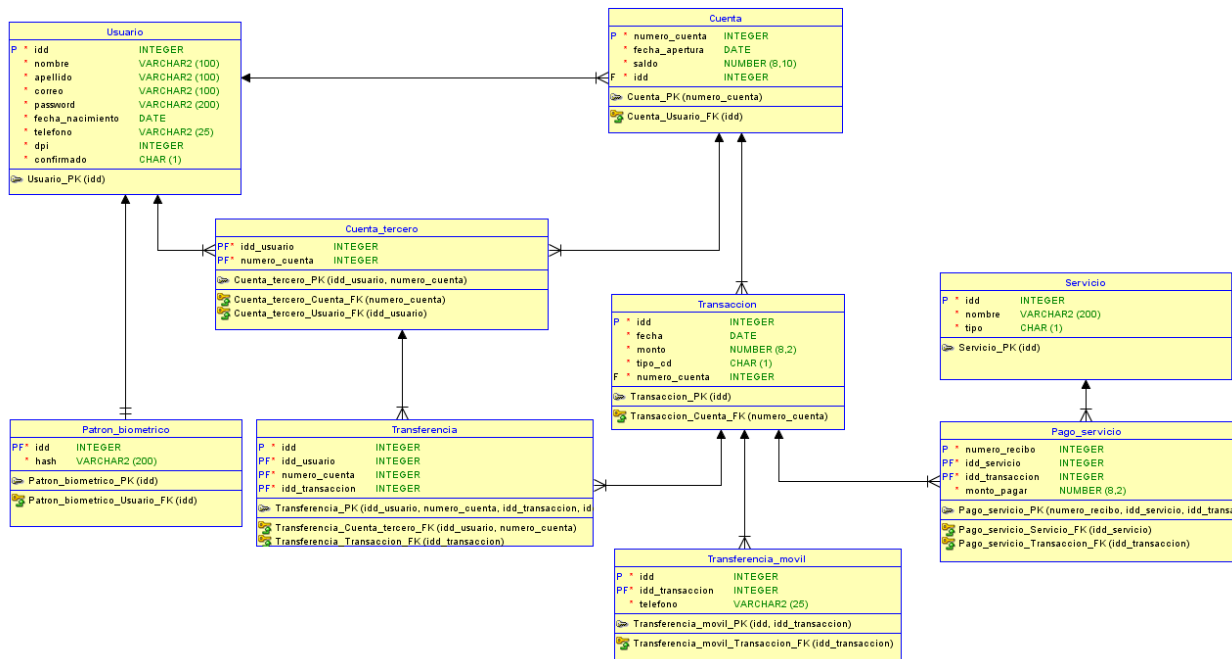 Usuario
P * idd INTEGER
* nombre VARCHAR2 (100)
* apellido VARCHAR2 (100)
* correo VARCHAR2 (100)
* password VARCHAR2 (200)
* fecha_nacimiento DATE
* telefono VARCHAR2 (25)
* dpi INTEGER
* confirmado CHAR (1)
Usuario_PK (idd)
Cuenta
P * numero_cuenta INTEGER
* fecha_apertura DATE
* saldo NUMBER (8,10)
F * idd INTEGER
Cuenta_PK (numero_cuenta)
Cuenta_Usuario_FK (idd)
Cuenta_tercero
PF* idd_usuario INTEGER
PF* numero_cuenta INTEGER
Cuenta_tercero_PK (idd_usuario, numero_cuenta)
Cuenta_tercero_Cuenta_FK (numero_cuenta)
Cuenta_tercero_Usuario_FK (idd_usuario)
Transaccion
P * idd INTEGER
* fecha DATE
* monto NUMBER (8,2)
* tipo_cd CHAR (1)
F * numero_cuenta INTEGER
Transaccion_PK (idd)
Transaccion_Cuenta_FK (numero_cuenta)
Servicio
P * idd INTEGER
* nombre VARCHAR2 (200)
* tipo CHAR (1)
Servicio_PK (idd)
Patron_biometrico
PF* idd INTEGER
* hash VARCHAR2 (200)
Patron_biometrico_PK (idd)
Patron_biometrico_Usuario_FK (idd)
Transferencia
P * idd INTEGER
PF* idd_usuario INTEGER
PF* numero_cuenta INTEGER
PF* idd_transaccion INTEGER
Transferencia_PK (idd_usuario, numero_cuenta, idd_transaccion, id
Transferencia_Cuenta_tercero_FK (idd_usuario, numero_cuenta)
Transferencia_Transaccion_FK (idd_transaccion)
Pago_servicio
P * numero_recibo INTEGER
PF* idd_servicio INTEGER
PF* idd_transaccion INTEGER
* monto_pagar NUMBER (8,2)
Pago_servicio_PK (numero_recibo, idd_servicio, idd_transa
Pago_servicio_Servicio_FK (idd_servicio)
Pago_servicio_Transaccion_FK (idd_transaccion)
Transferencia_movil
P * idd INTEGER
PF* idd_transaccion INTEGER
* telefono VARCHAR2 (25)
Transferencia_movil_PK (idd, idd_transaccion)
Transferencia_movil_Transaccion_FK (idd_transaccion)